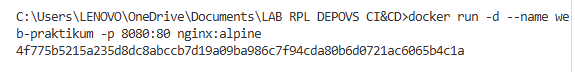 C:\Users\LENOVO\OneDrive\Documents\LAB RPL DEPOVS CI&CD>docker run -d --name we
b-praktikum -p 8080:80 nginx:alpine
4f775b5215a235d8dc8abccb7d19a09ba986c7f94cda80b6d0721ac6065b4c1a